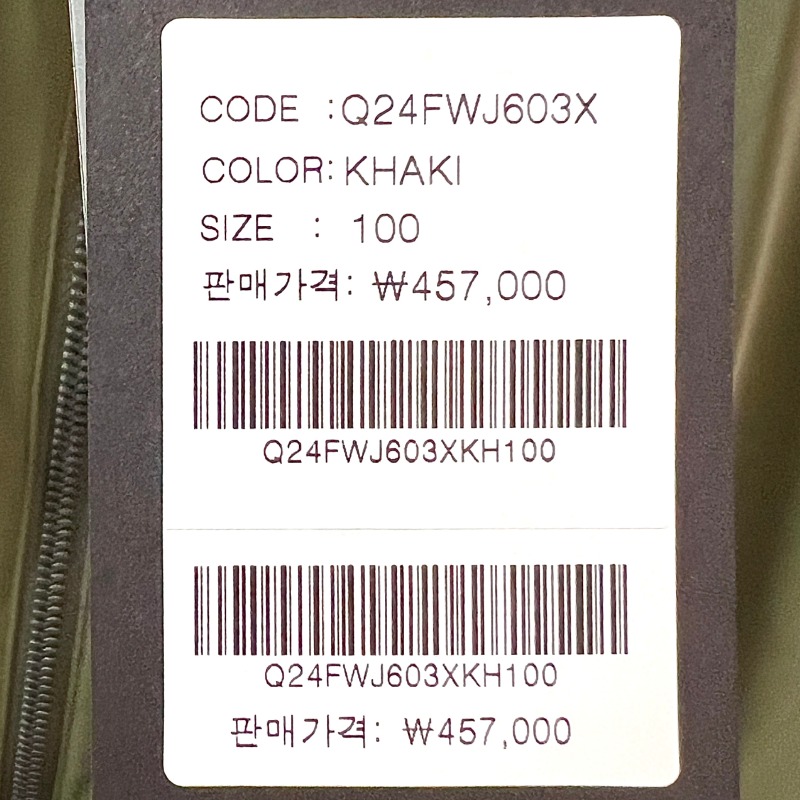 CODE :Q24FWJ603X
COLOR: KHAKI
SIZE : 100
판매가격: ₩457,000
Q24FWJ603XKH100
Q24FWJ603XKH100
판매가격: ₩457,000